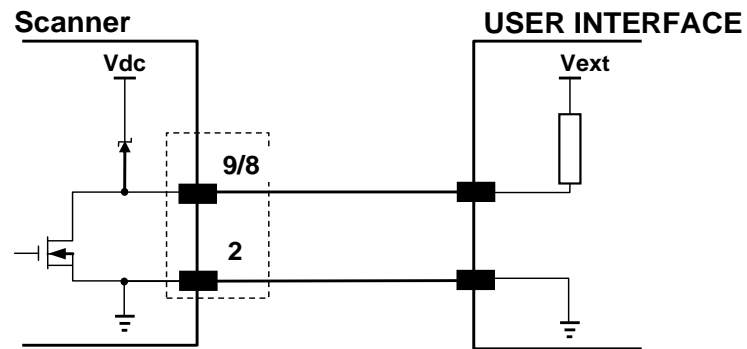 Scanner
USER INTERFACE
Vdc
Vext
9/8
2